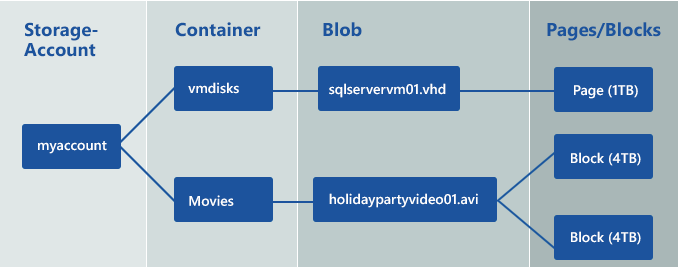 Storage-
Account
Container
Blob
Pages/Blocks
vmdisks
sqlservervm01.vhd
Page (1TB)
myaccount
Block (4TB)
Movies
holidaypartyvideo01.avi
Block (4TB)